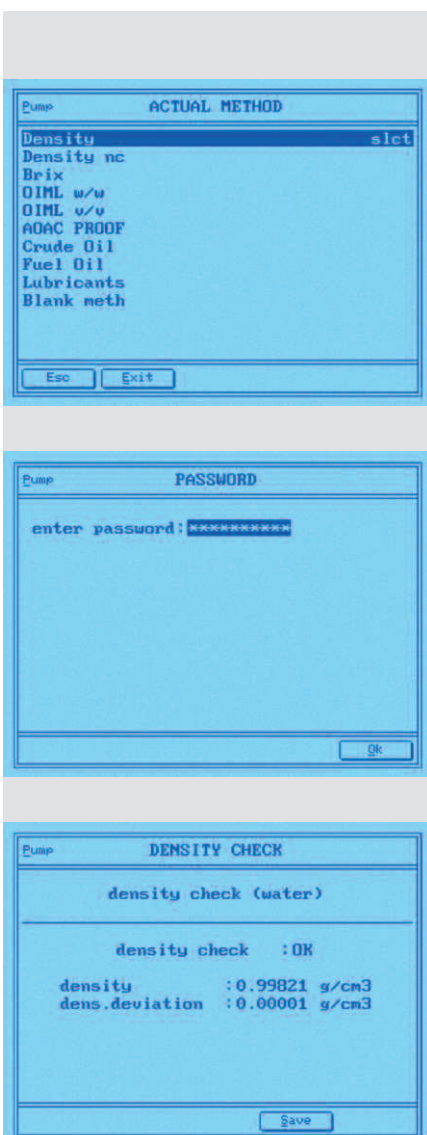 Pump ACTUAL METHOD
Density slct
Density nc
Brix
OIML w/w
OIML v/v
AOAC PROOF
Crude Oil
Fuel Oil
Lubricants
Blank meth
Esc Exit
Pump PASSWORD
enter password:**********
Ok
Pump DENSITY CHECK
density check (water)
density check :OK
density :0.99821 g/cm3
dens.deviation :0.00001 g/cm3
Save